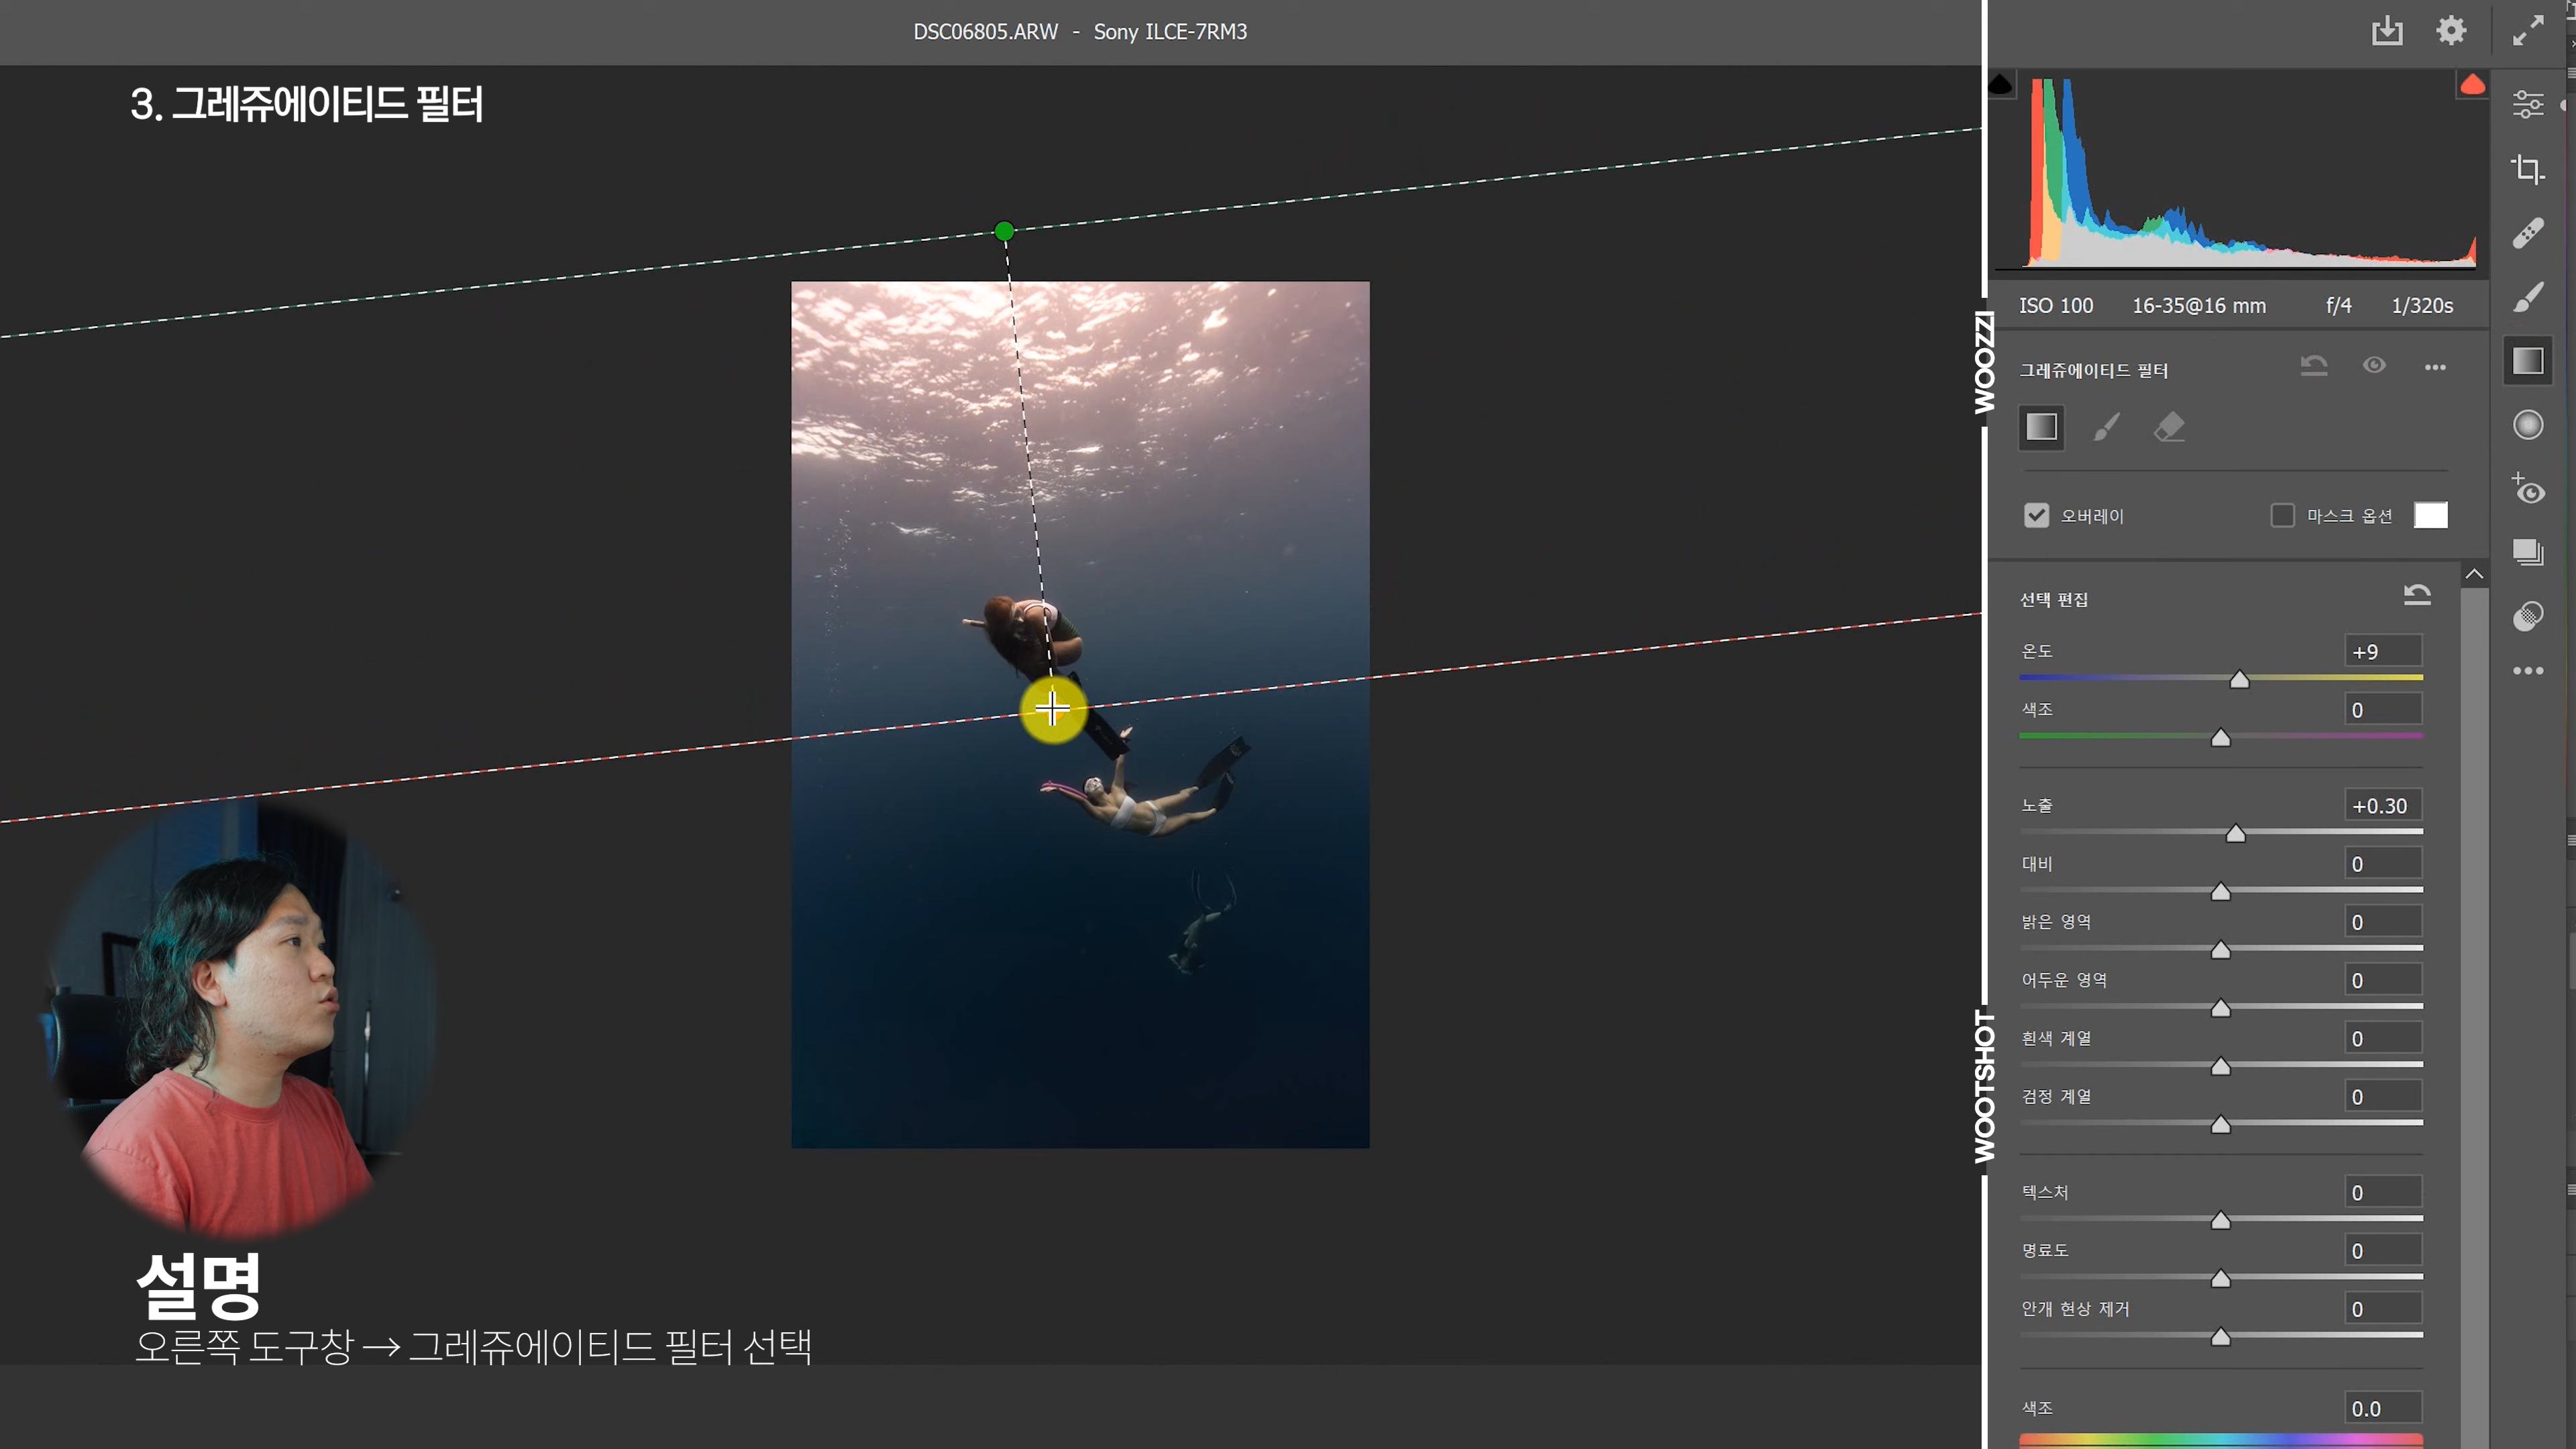 DSC06805.ARW - Sony ILCE-7RM3
3. 그레쥬에이티드 필터
WOOZZI
WOOTSHOT
ISO 100 16-35@16 mm f/4 1/320s
그레쥬에이티드 필터
오버레이 마스크 옵션
선택 편집
온도 +9
색조 0
노출 +0.30
대비 0
밝은 영역 0
어두운 영역 0
흰색 계열 0
검정 계열 0
텍스처 0
명료도 0
안개 현상 제거 0
색조 0.0
설명
오른쪽 도구창 → 그레쥬에이티드 필터 선택